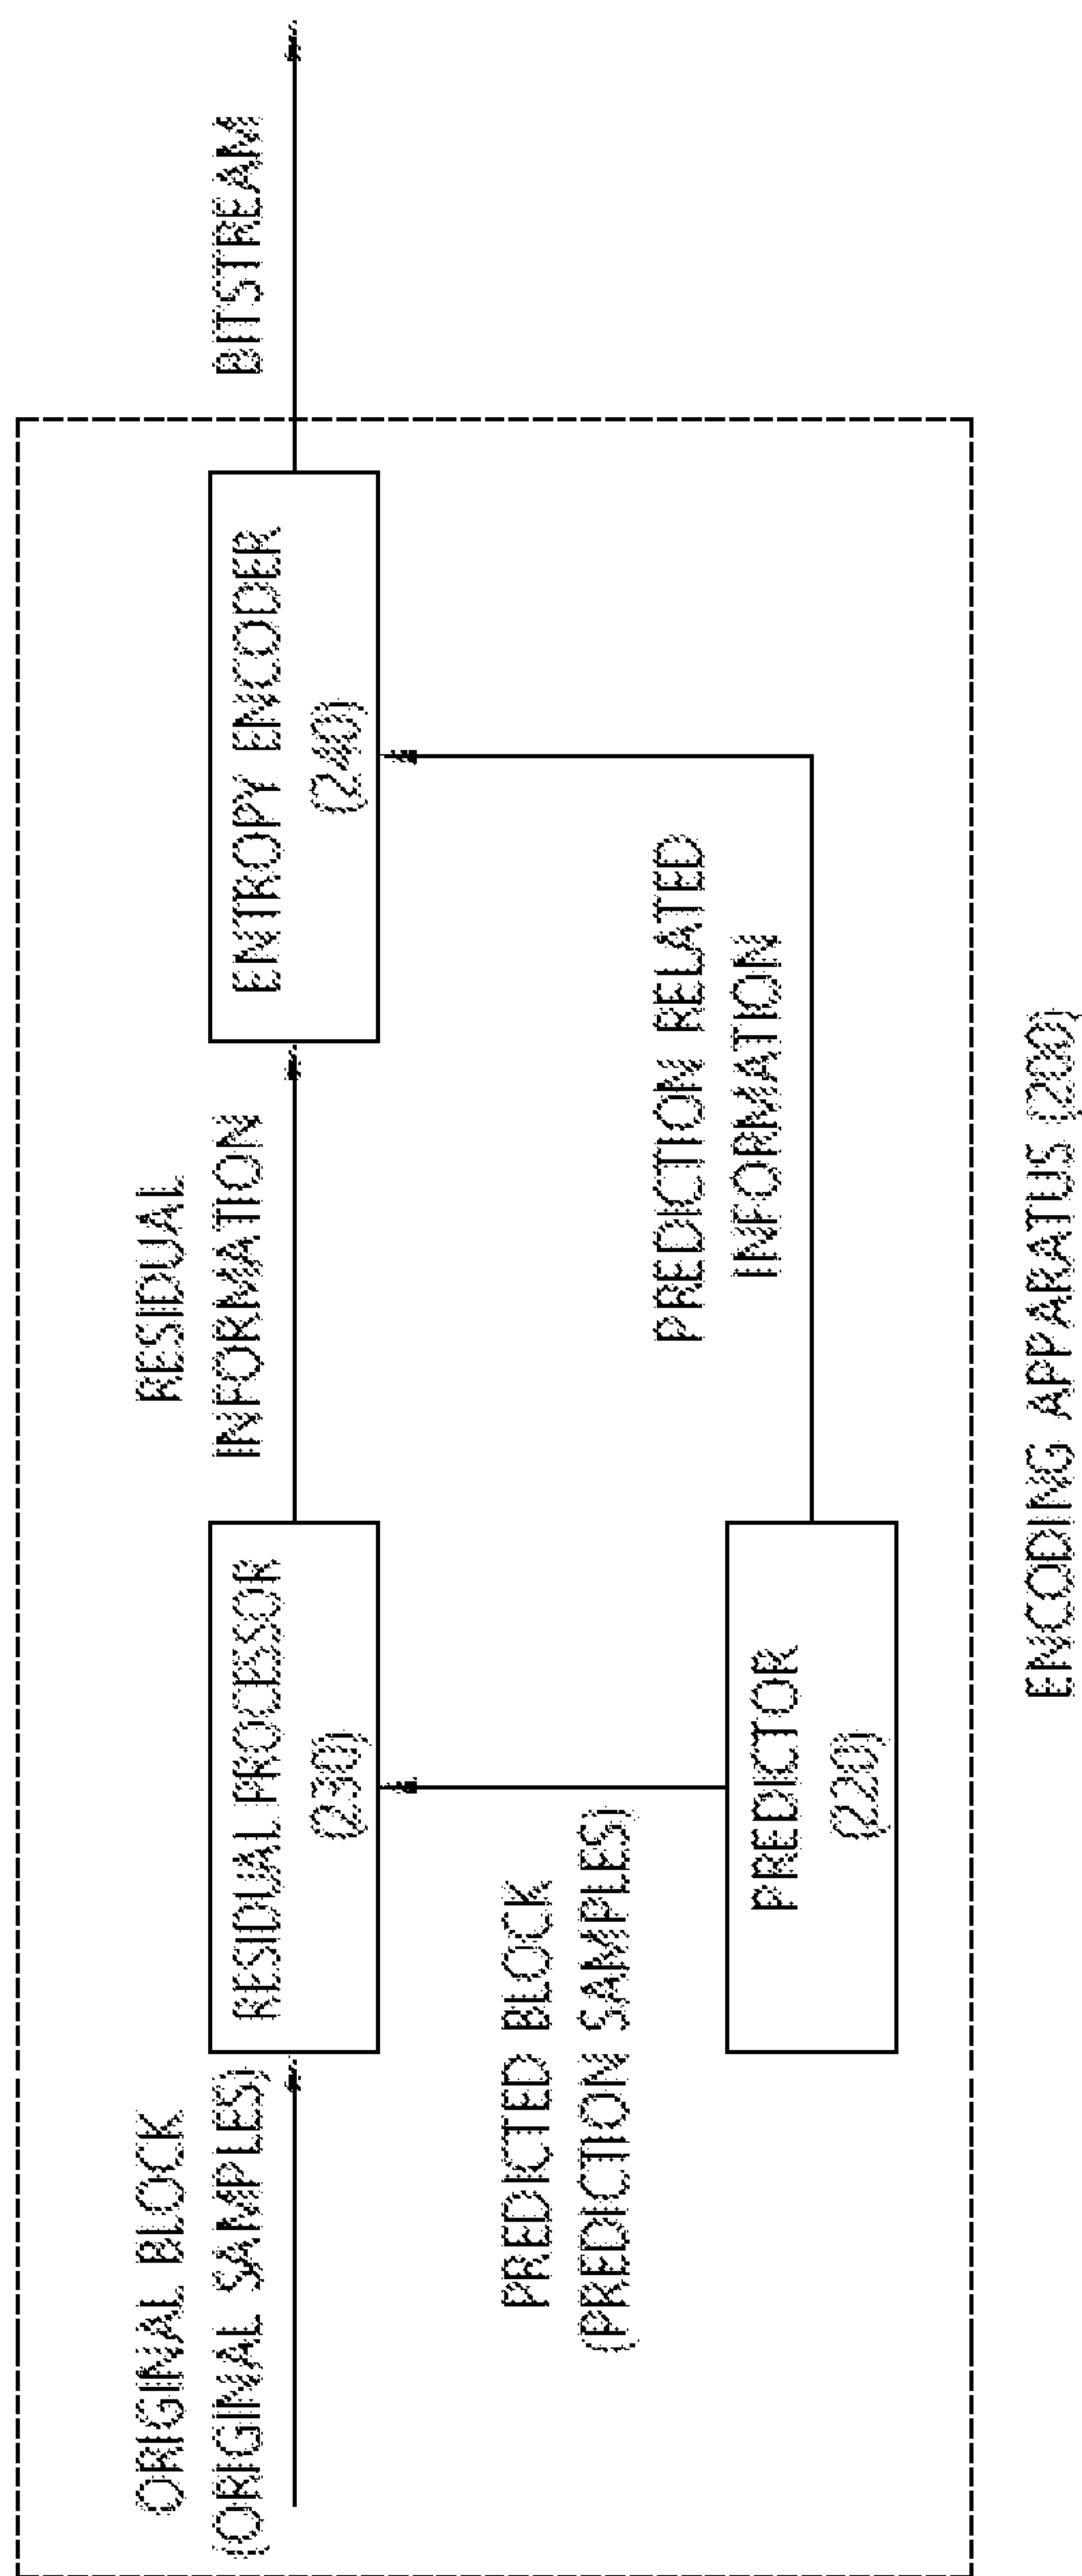 ORIGINAL BLOCK
(ORIGINAL SAMPLES)
RESIDUAL PROCESSOR
(230)
RESIDUAL
INFORMATION
ENTROPY ENCODER
(240)
BITSTREAM
PREDICTED BLOCK
(PREDICTION SAMPLES)
PREDICTION RELATED
INFORMATION
PREDICTOR
(220)
ENCODING APPARATUS (200)